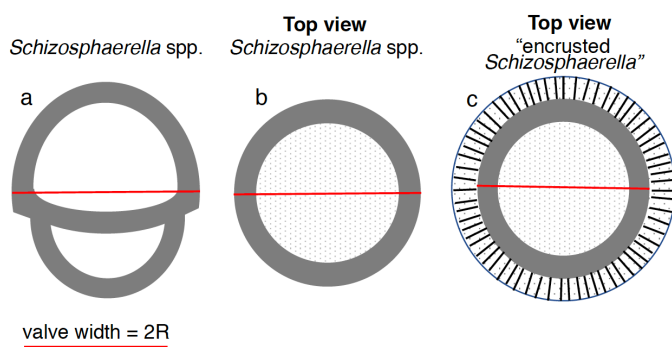 Schizosphaerella spp.
a
Top view
Schizosphaerella spp.
b
Top view
“encrusted
Schizosphaerella”
c
valve width = 2R